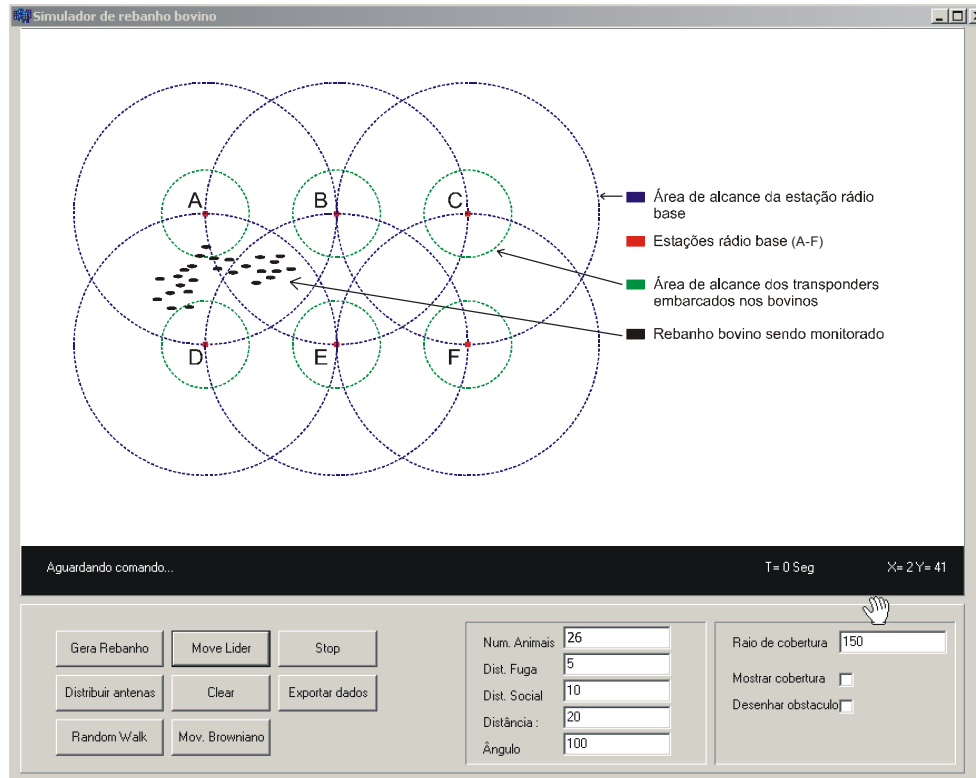 Simulador de rebanho bovino
A
B
C
Área de alcance da estação rádio
base
Estações rádio base (A-F)
Área de alcance dos transponders
embarcados nos bovinos
Rebanho bovino sendo monitorado
D
E
F
Aguardando comando...
T= 0 Seg
X= 2 Y= 41
Gera Rebanho
Move Lider
Stop
Distribuir antenas
Clear
Exportar dados
Random Walk
Mov. Browniano
Num. Animais 26
Dist. Fuga 5
Dist. Social 10
Distância : 20
Ângulo 100
Raio de cobertura 150
Mostrar cobertura
Desenhar obstaculo